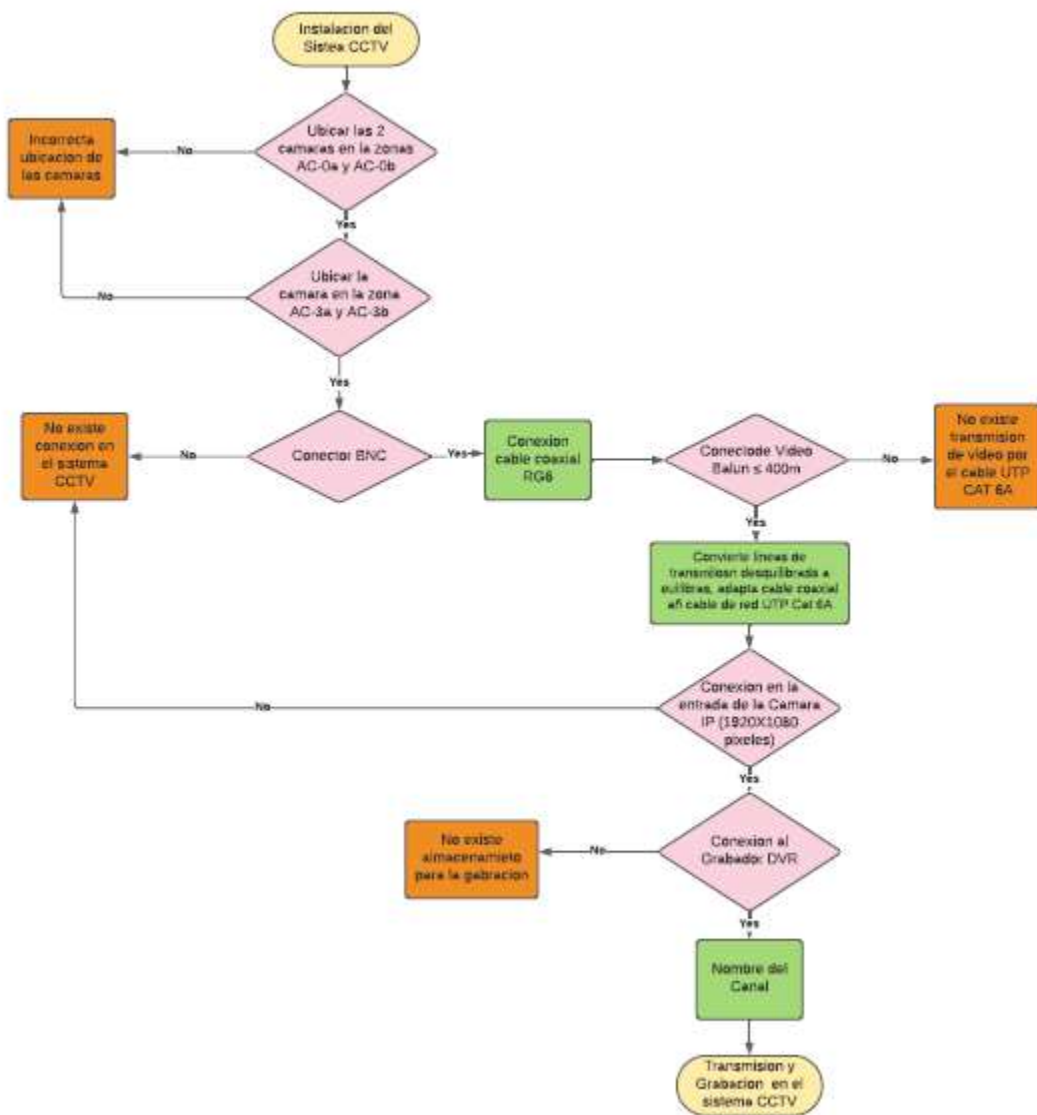 Instalacion del
Sistea CCTV
Ubicar las 2
camaras en la zonas
AC-0a y AC-0b
No
Incorrecta
ubicacion de
las camaras
Yes
Ubicar la
camara en la zona
AC-3a y AC-3b
No
Yes
No existe
conexion en
el sistema
CCTV
No
Conector BNC
Yes
Conexion
cable coaxial
RG6
Conectode Video
Balun ≤ 400m
No
No existe
transmision
de video por
el cable UTP
CAT 6A
Yes
Convierte lineas de
transmiosn desquilibrada a
euilibras, adapta cable coaxial
añ cable de red UTP Cat 6A
Conexion en la
entrada de la Camara
IP (1920X1080
pixeles)
No
Yes
Conexion al
Grabador DVR
No
No existe
almacenamieto
para la gabracion
Yes
Nombre del
Canal
Transmision y
Grabacion en el
sistema CCTV